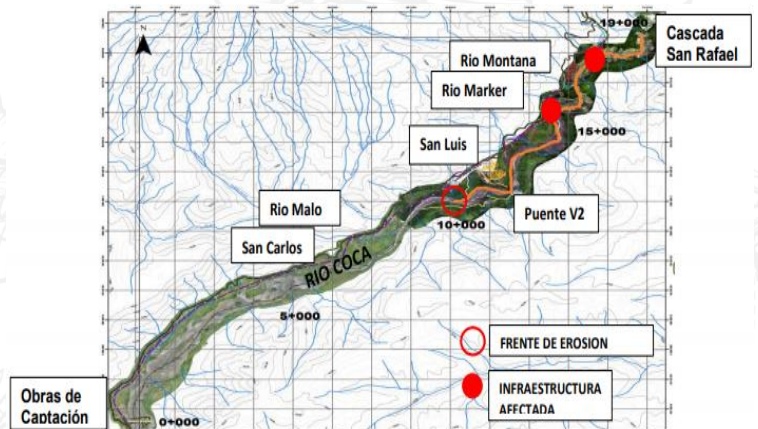 19+000
Cascada
San Rafael
Rio Montana
Rio Marker
15+000
San Luis
Puente V2
10+000
Rio Malo
San Carlos
RIO COCA
5+000
FRENTE DE EROSION
INFRAESTRUCTURA
AFECTADA
Obras de
Captación
0+000